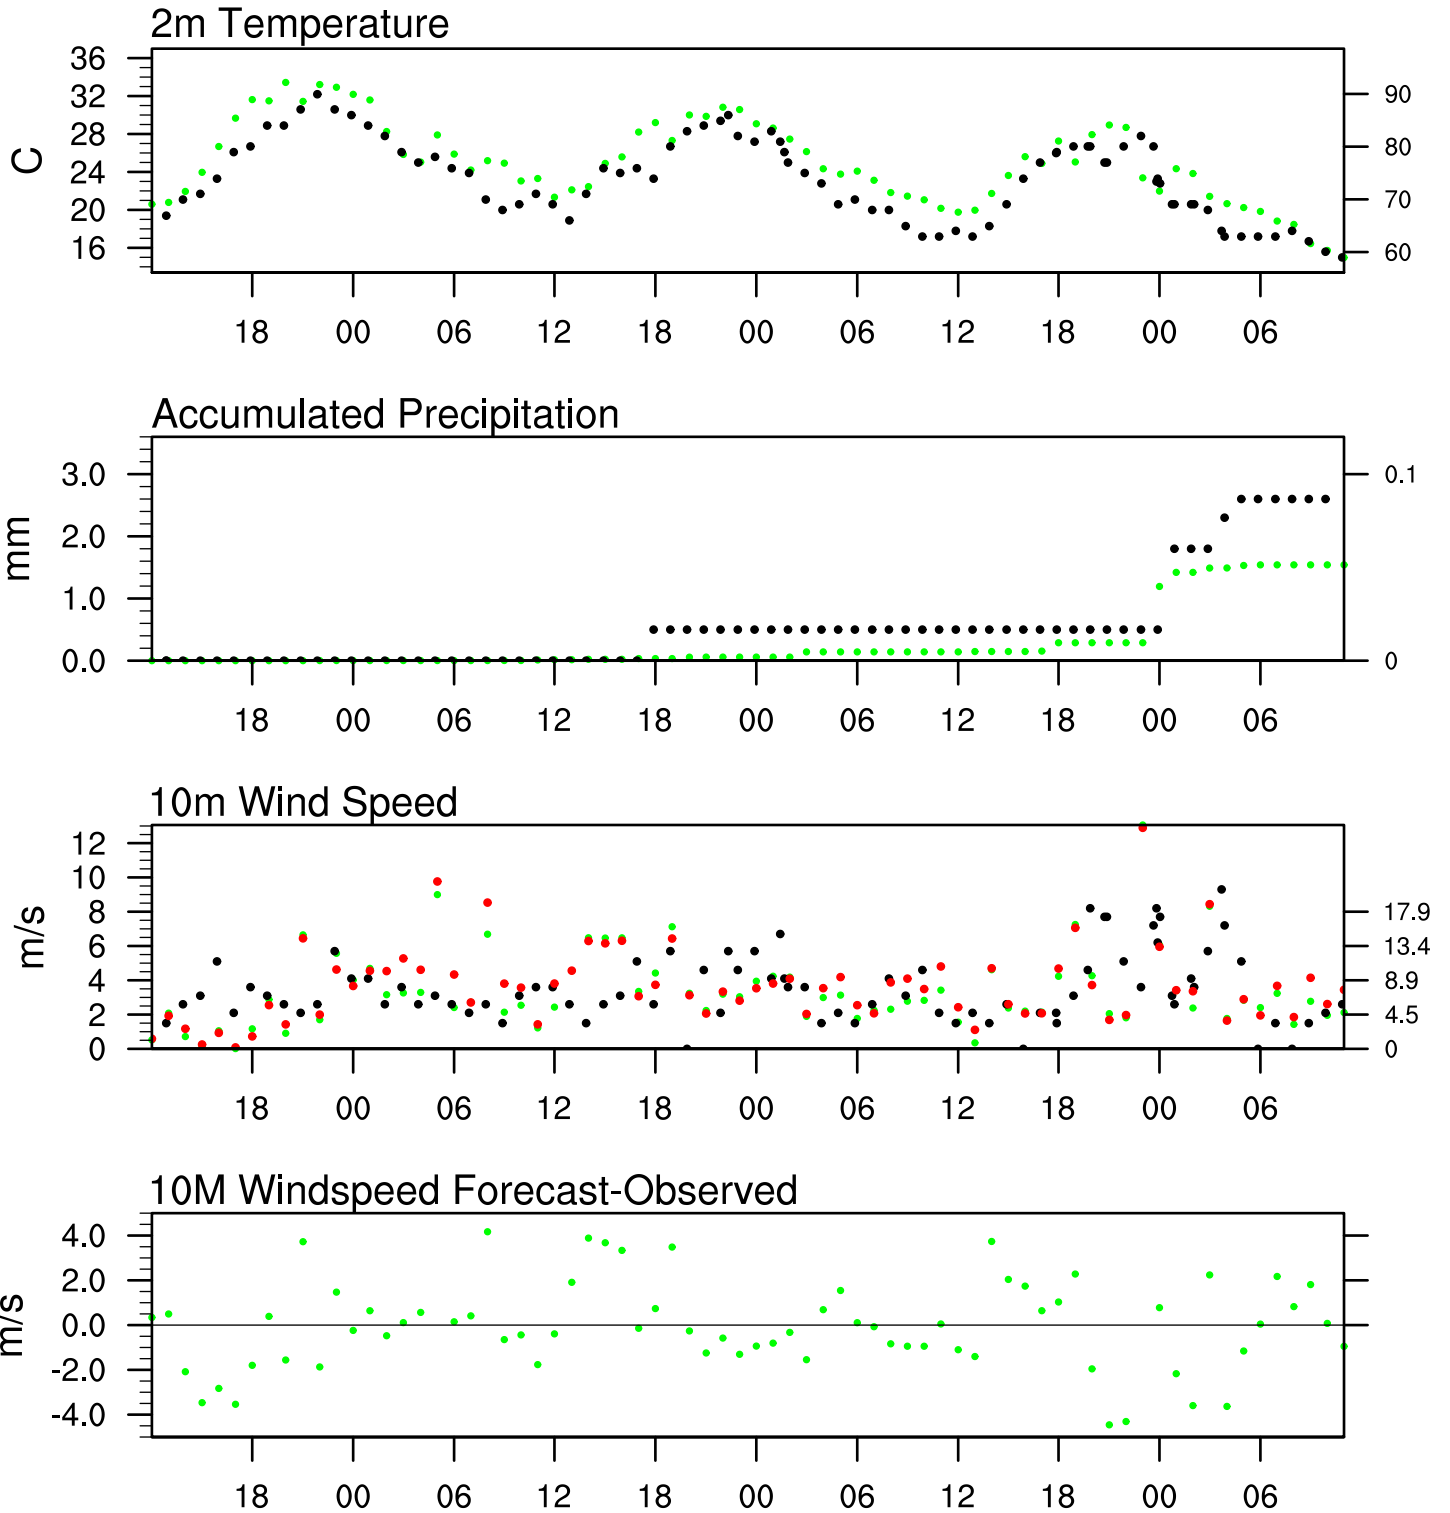 2m Temperature
C
36
32
28
24
20
16
90
80
70
60
18 00 06 12 18 00 06 12 18 00 06
Accumulated Precipitation
mm
3.0
2.0
1.0
0.0
0.1
0
18 00 06 12 18 00 06 12 18 00 06
10m Wind Speed
m/s
12
10
8
6
4
2
0
17.9
13.4
8.9
4.5
0
18 00 06 12 18 00 06 12 18 00 06
10M Windspeed Forecast-Observed
m/s
4.0
2.0
0.0
-2.0
-4.0
18 00 06 12 18 00 06 12 18 00 06